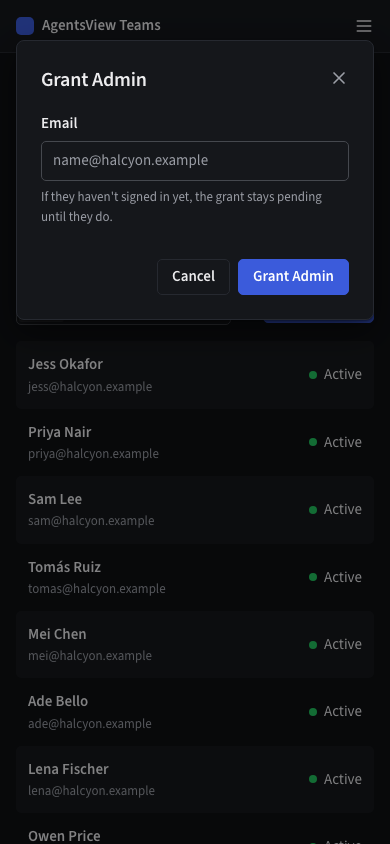 AgentsView Teams
Grant Admin
Email
name@halcyon.example
If they haven't signed in yet, the grant stays pending
until they do.
Cancel
Grant Admin
Jess Okafor
jess@halcyon.example
Active
Priya Nair
priya@halcyon.example
Active
Sam Lee
sam@halcyon.example
Active
Tomás Ruiz
tomas@halcyon.example
Active
Mei Chen
mei@halcyon.example
Active
Ade Bello
ade@halcyon.example
Active
Lena Fischer
lena@halcyon.example
Active
Owen Price